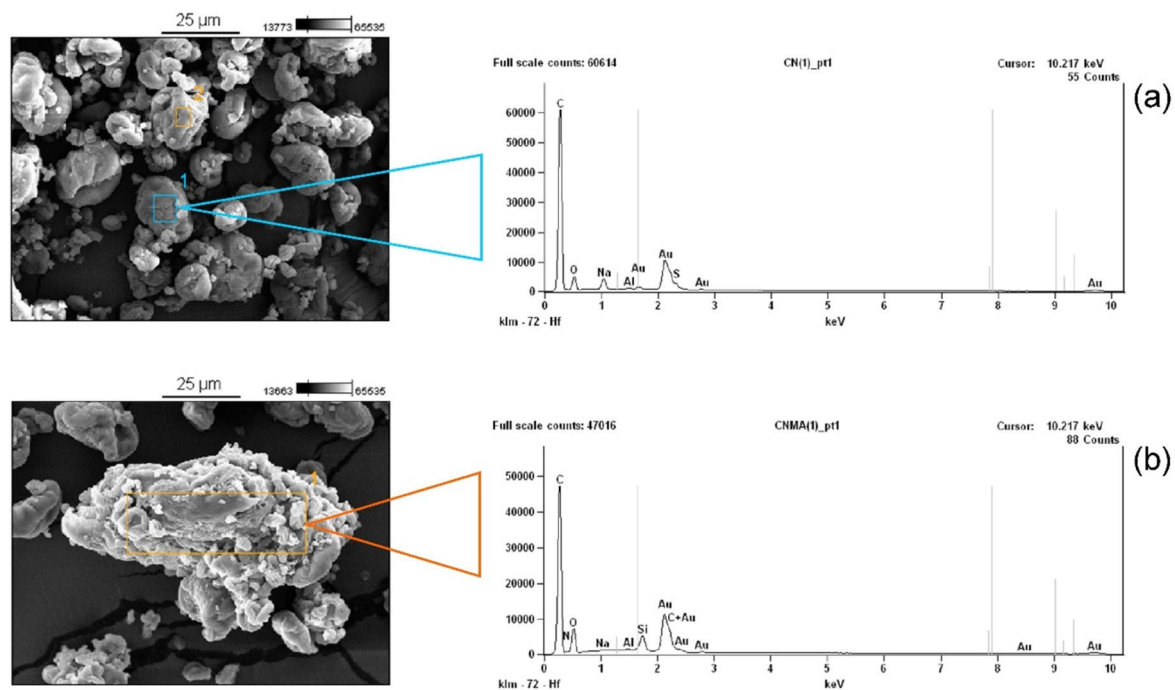 25 µm
13773 65535
2
1
Full scale counts: 60614 CN(1)_pt1 Cursor: 10.217 keV
55 Counts
(a)
60000
50000
40000
30000
20000
10000
0
C
O
Na
Al
Au
Au
S
Au
Au
0 1 2 3 4 5 6 7 8 9 10
klm - 72 - Hf keV
25 µm
13663 65535
1
Full scale counts: 47016 CNMA(1)_pt1 Cursor: 10.217 keV
88 Counts
(b)
50000
40000
30000
20000
10000
0
C
N
O
Na
Al
Si
Au
C+Au
Au
Au
Au
Au
0 1 2 3 4 5 6 7 8 9 10
klm - 72 - Hf keV